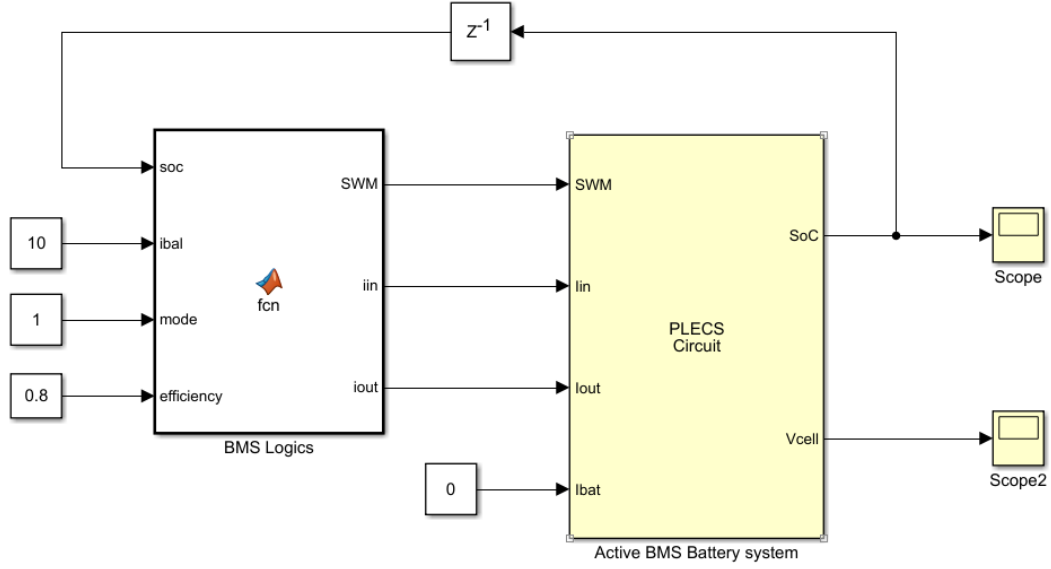 Z-1
soc
SWM
SWM
SoC
10
ibal
Scope
fcn
iin
Iin
1
mode
PLECS
Circuit
0.8
efficiency
iout
Iout
BMS Logics
Vcell
0
Ibat
Scope2
Active BMS Battery system